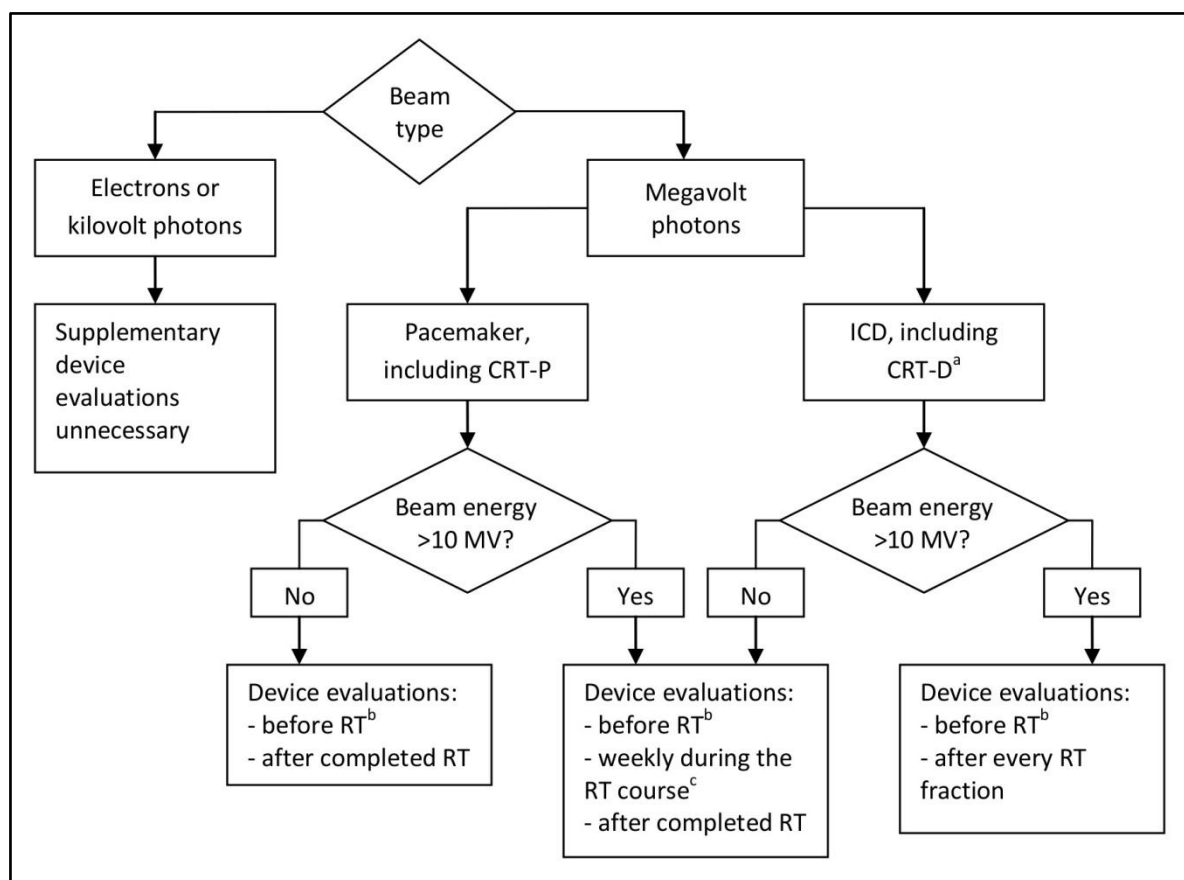 Beam
type
Electrons or
kilovolt photons
Megavolt
photons
Supplementary
device
evaluations
unnecessary
Pacemaker,
including CRT-P
ICD, including
CRT-Dᵃ
Beam energy
>10 MV?
Beam energy
>10 MV?
No
Yes
No
Yes
Device evaluations:
- before RTᵇ
- after completed RT
Device evaluations:
- before RTᵇ
- weekly during the
RT courseᶜ
- after completed RT
Device evaluations:
- before RTᵇ
- after every RT
fraction